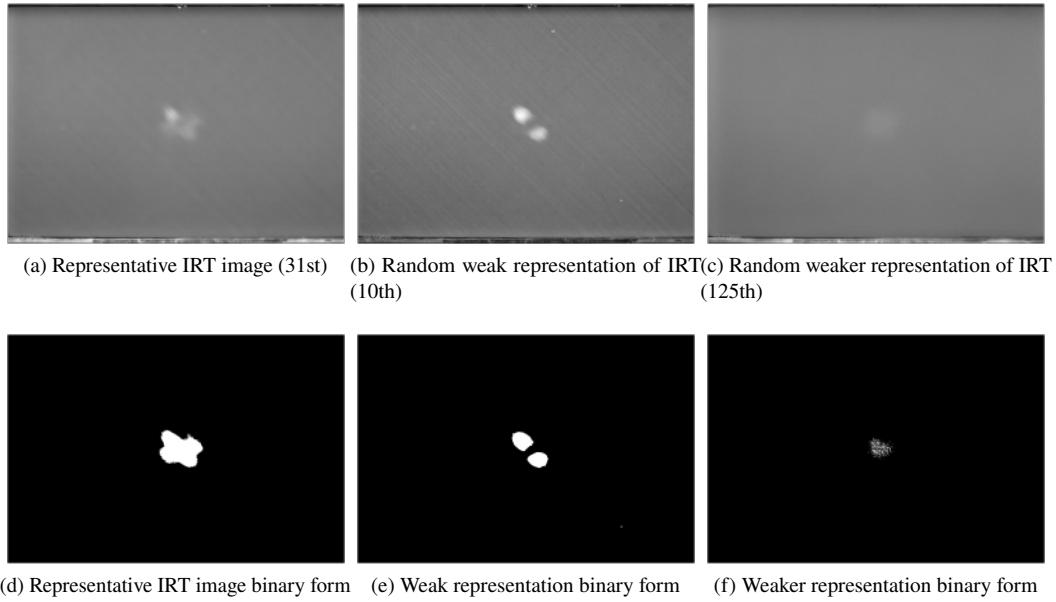 (a) Representative IRT image (31st)
(b) Random weak representation of IRT
(10th)
(c) Random weaker representation of IRT
(125th)
(d) Representative IRT image binary form
(e) Weak representation binary form
(f) Weaker representation binary form